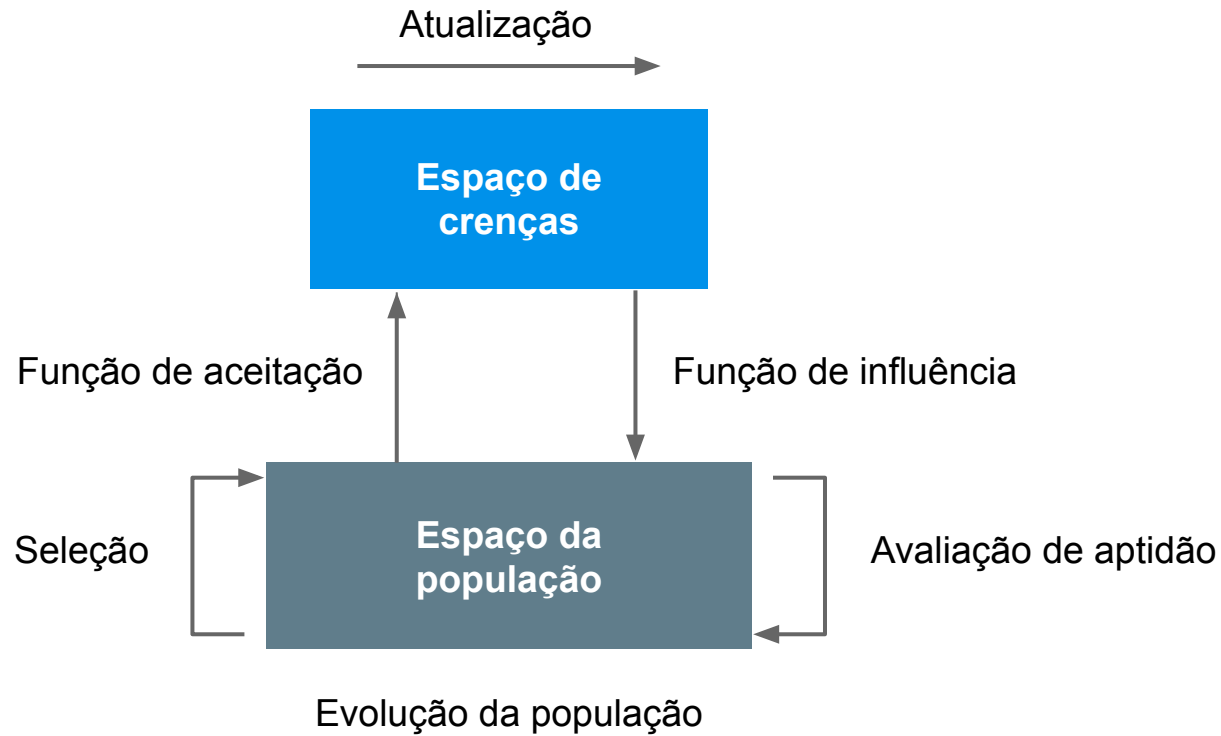 Atualização
Espaço de
crenças
Função de aceitação
Função de influência
Seleção
Espaço da
população
Avaliação de aptidão
Evolução da população